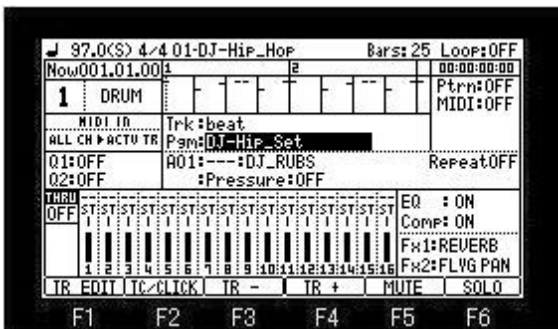 ♩ 97.0(S) 4/4 01-DJ-Hip_Hop Bars: 25 Loop:OFF
Now001.01.00 1 2 00:00:00:00
1 DRUM Ptrn:OFF
MIDI:OFF
MIDI IN Trk:beat
ALL CH▶ACTV TR Pgm:DJ-Hip_Set
Q1:OFF A01:---:DJ_RUBS RepeatOFF
Q2:OFF :Pressure:OFF
THRU
OFF ST ST ST ST ST ST ST ST ST ST ST ST ST ST ST ST EQ : ON
Comp: ON
Fx1:REVERB
1 2 3 4 5 6 7 8 9 10 11 12 13 14 15 16 Fx2:FLVG PAN
TR EDIT TC/CLICK TR - TR + MUTE SOLO
F1 F2 F3 F4 F5 F6